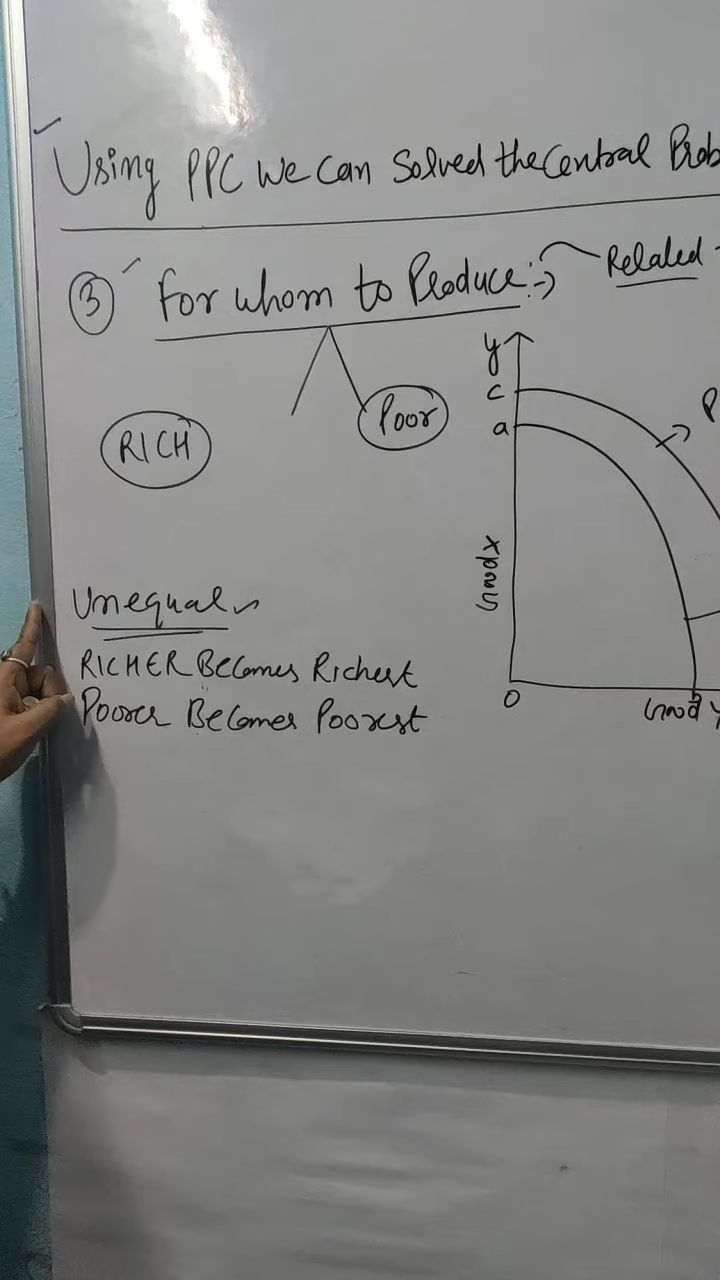 Using PPC We Can Solved the Central Prob
③ For whom to Produce :→ Related
RICH
Poor
y
c
a
Good x
O
Good y
Unequal
RICHER Becomes Richest
Poorer Becomes Poorest